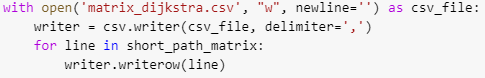 with open('matrix_dijkstra.csv', "w", newline='') as csv_file:
    writer = csv.writer(csv_file, delimiter=',')
    for line in short_path_matrix:
        writer.writerow(line)